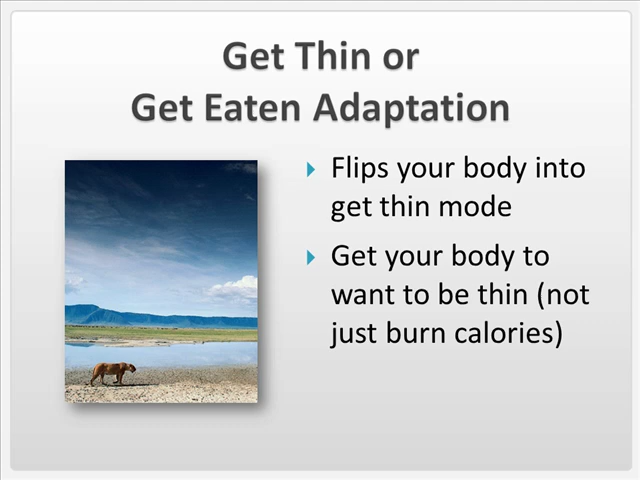 Get Thin or
Get Eaten Adaptation
Flips your body into
get thin mode
Get your body to
want to be thin (not
just burn calories)